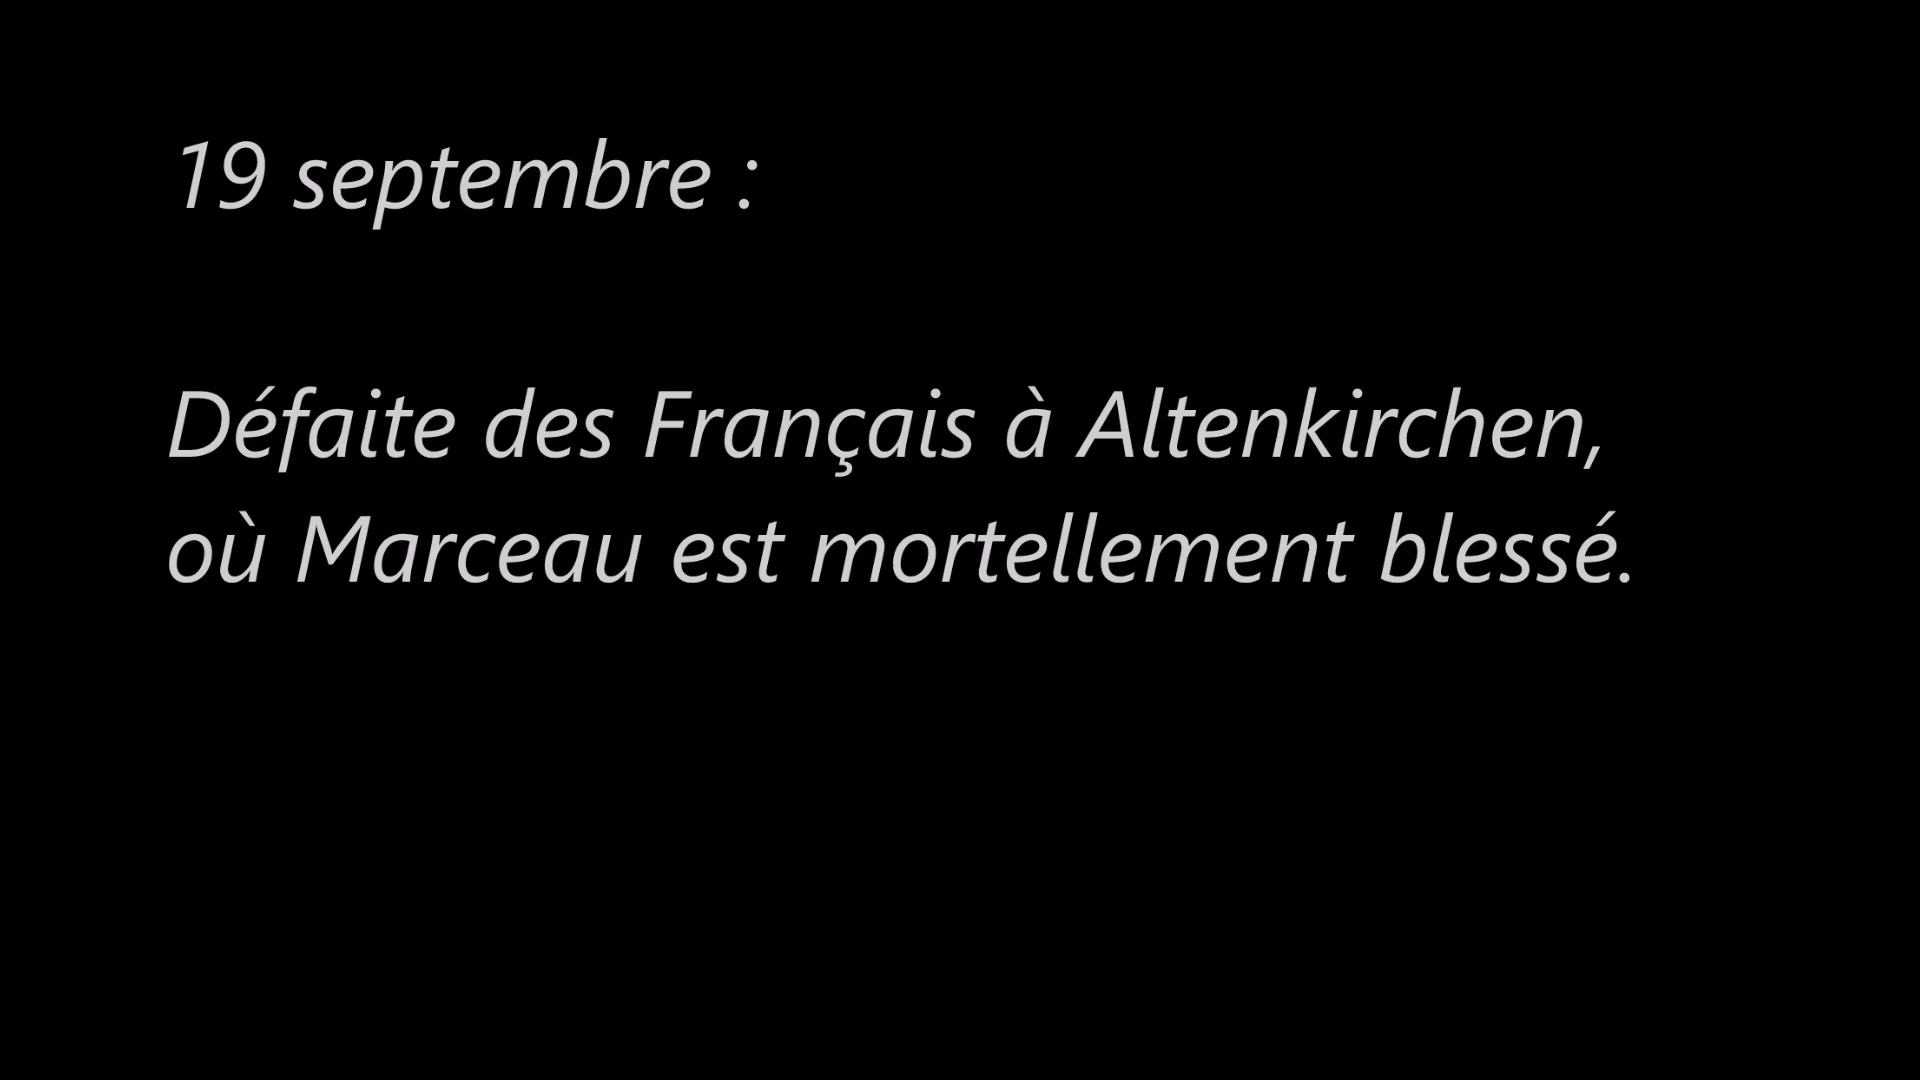 19 septembre :
Défaite des Français à Altenkirchen,
où Marceau est mortellement blessé.